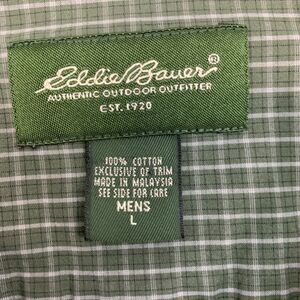 Eddie Bauer®
AUTHENTIC OUTDOOR OUTFITTER
EST. 1920
100% COTTON
EXCLUSIVE OF TRIM
MADE IN MALAYSIA
SEE SIDE FOR CARE
MENS
L